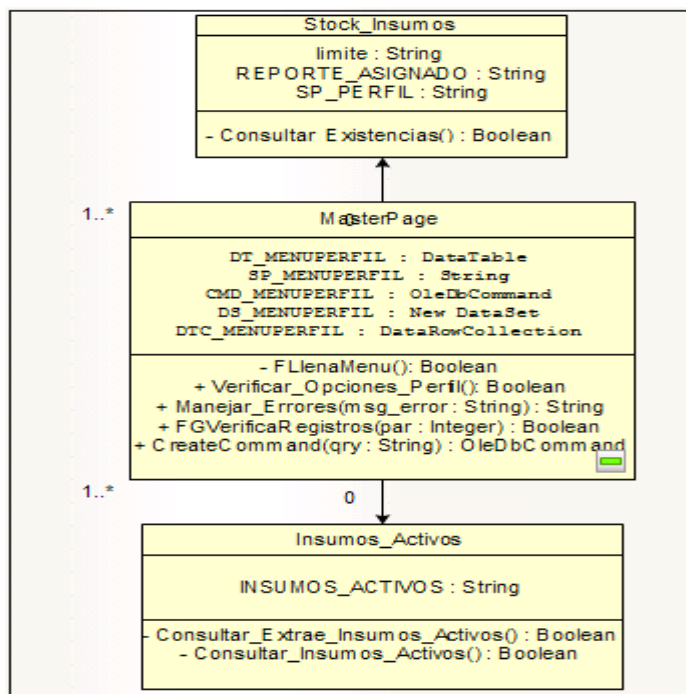 Stock_Insumos
limite : String
REPORTE_ASIGNADO : String
SP_PERFIL : String
- Consultar Existencias() : Boolean
1..*
0
MasterPage
DT_MENUPERFIL : DataTable
SP_MENUPERFIL : String
CMD_MENUPERFIL : OleDbCommand
DS_MENUPERFIL : New DataSet
DTC_MENUPERFIL : DataRowCollection
- FLlenaMenu(): Boolean
+ Verificar_Opciones_Perfil(): Boolean
+ Manejar_Errores(msg_error : String) : String
+ FGVerificaRegistros(par : Integer) : Boolean
+ CreateCommand(qry : String) : OleDbCommand
1..*
0
Insumos_Activos
INSUMOS_ACTIVOS : String
- Consultar_Extrae_Insumos_Activos() : Boolean
- Consultar_Insumos_Activos() : Boolean